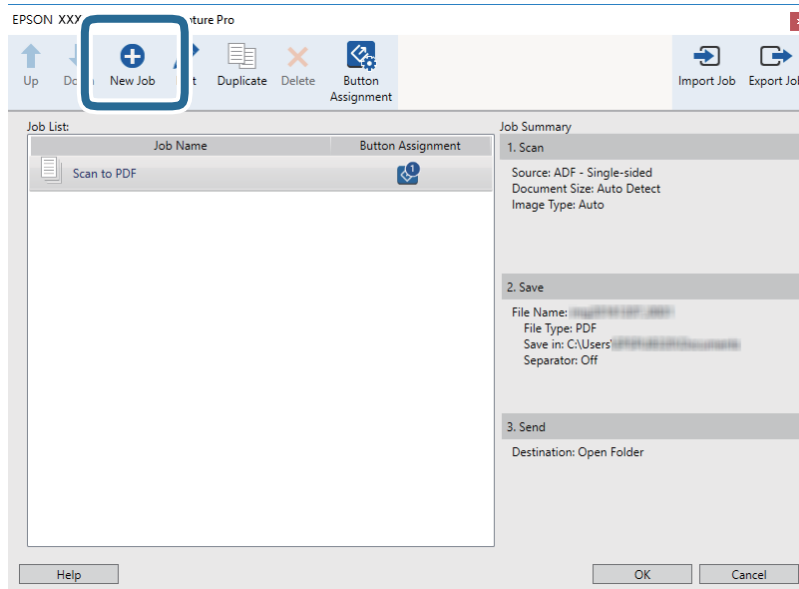 EPSON XXX ture Pro
Up
New Job
Duplicate
Delete
Button
Assignment
Import Job
Export Jo
Job List:
Job Name
Button Assignment
Scan to PDF
1
Job Summary
1. Scan
Source: ADF - Single-sided
Document Size: Auto Detect
Image Type: Auto
2. Save
File Name:
File Type: PDF
Save in: C:\Users\
Separator: Off
3. Send
Destination: Open Folder
Help
OK
Cancel